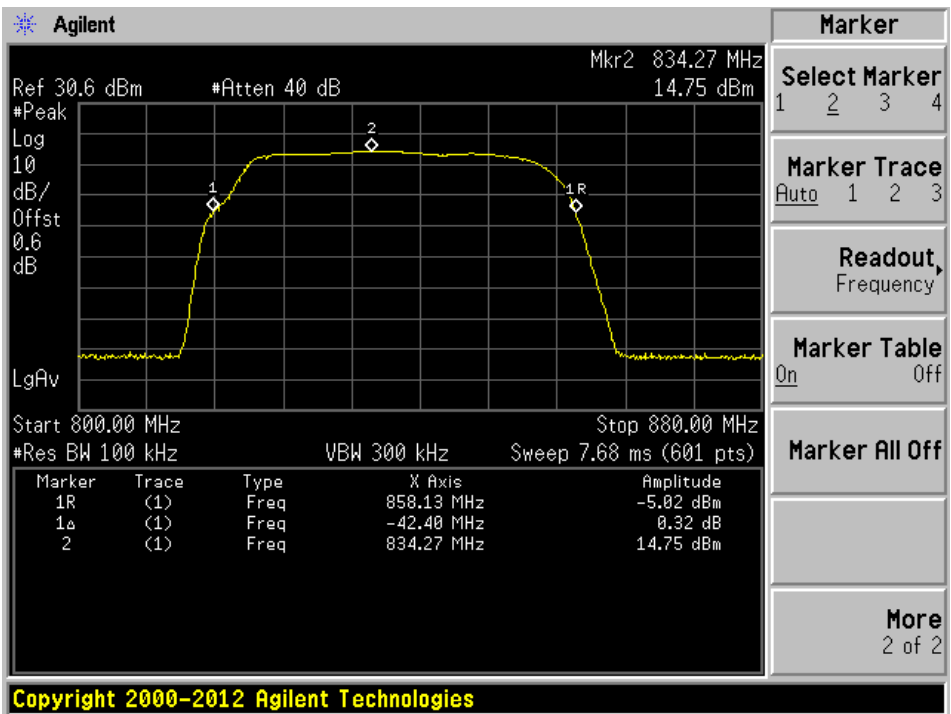 Agilent
Marker
Mkr2 834.27 MHz
Ref 30.6 dBm #Atten 40 dB 14.75 dBm
#Peak
Log
10
dB/
Offst
0.6
dB
LgAv
2
1
1R
Start 800.00 MHz Stop 880.00 MHz
#Res BW 100 kHz VBW 300 kHz Sweep 7.68 ms (601 pts)
Marker Trace Type X Axis Amplitude
1R (1) Freq 858.13 MHz -5.02 dBm
1Δ (1) Freq -42.40 MHz 0.32 dB
2 (1) Freq 834.27 MHz 14.75 dBm
Select Marker
1 2 3 4
Marker Trace
Auto 1 2 3
Readout
Frequency
Marker Table
On Off
Marker All Off
More
2 of 2
Copyright 2000-2012 Agilent Technologies